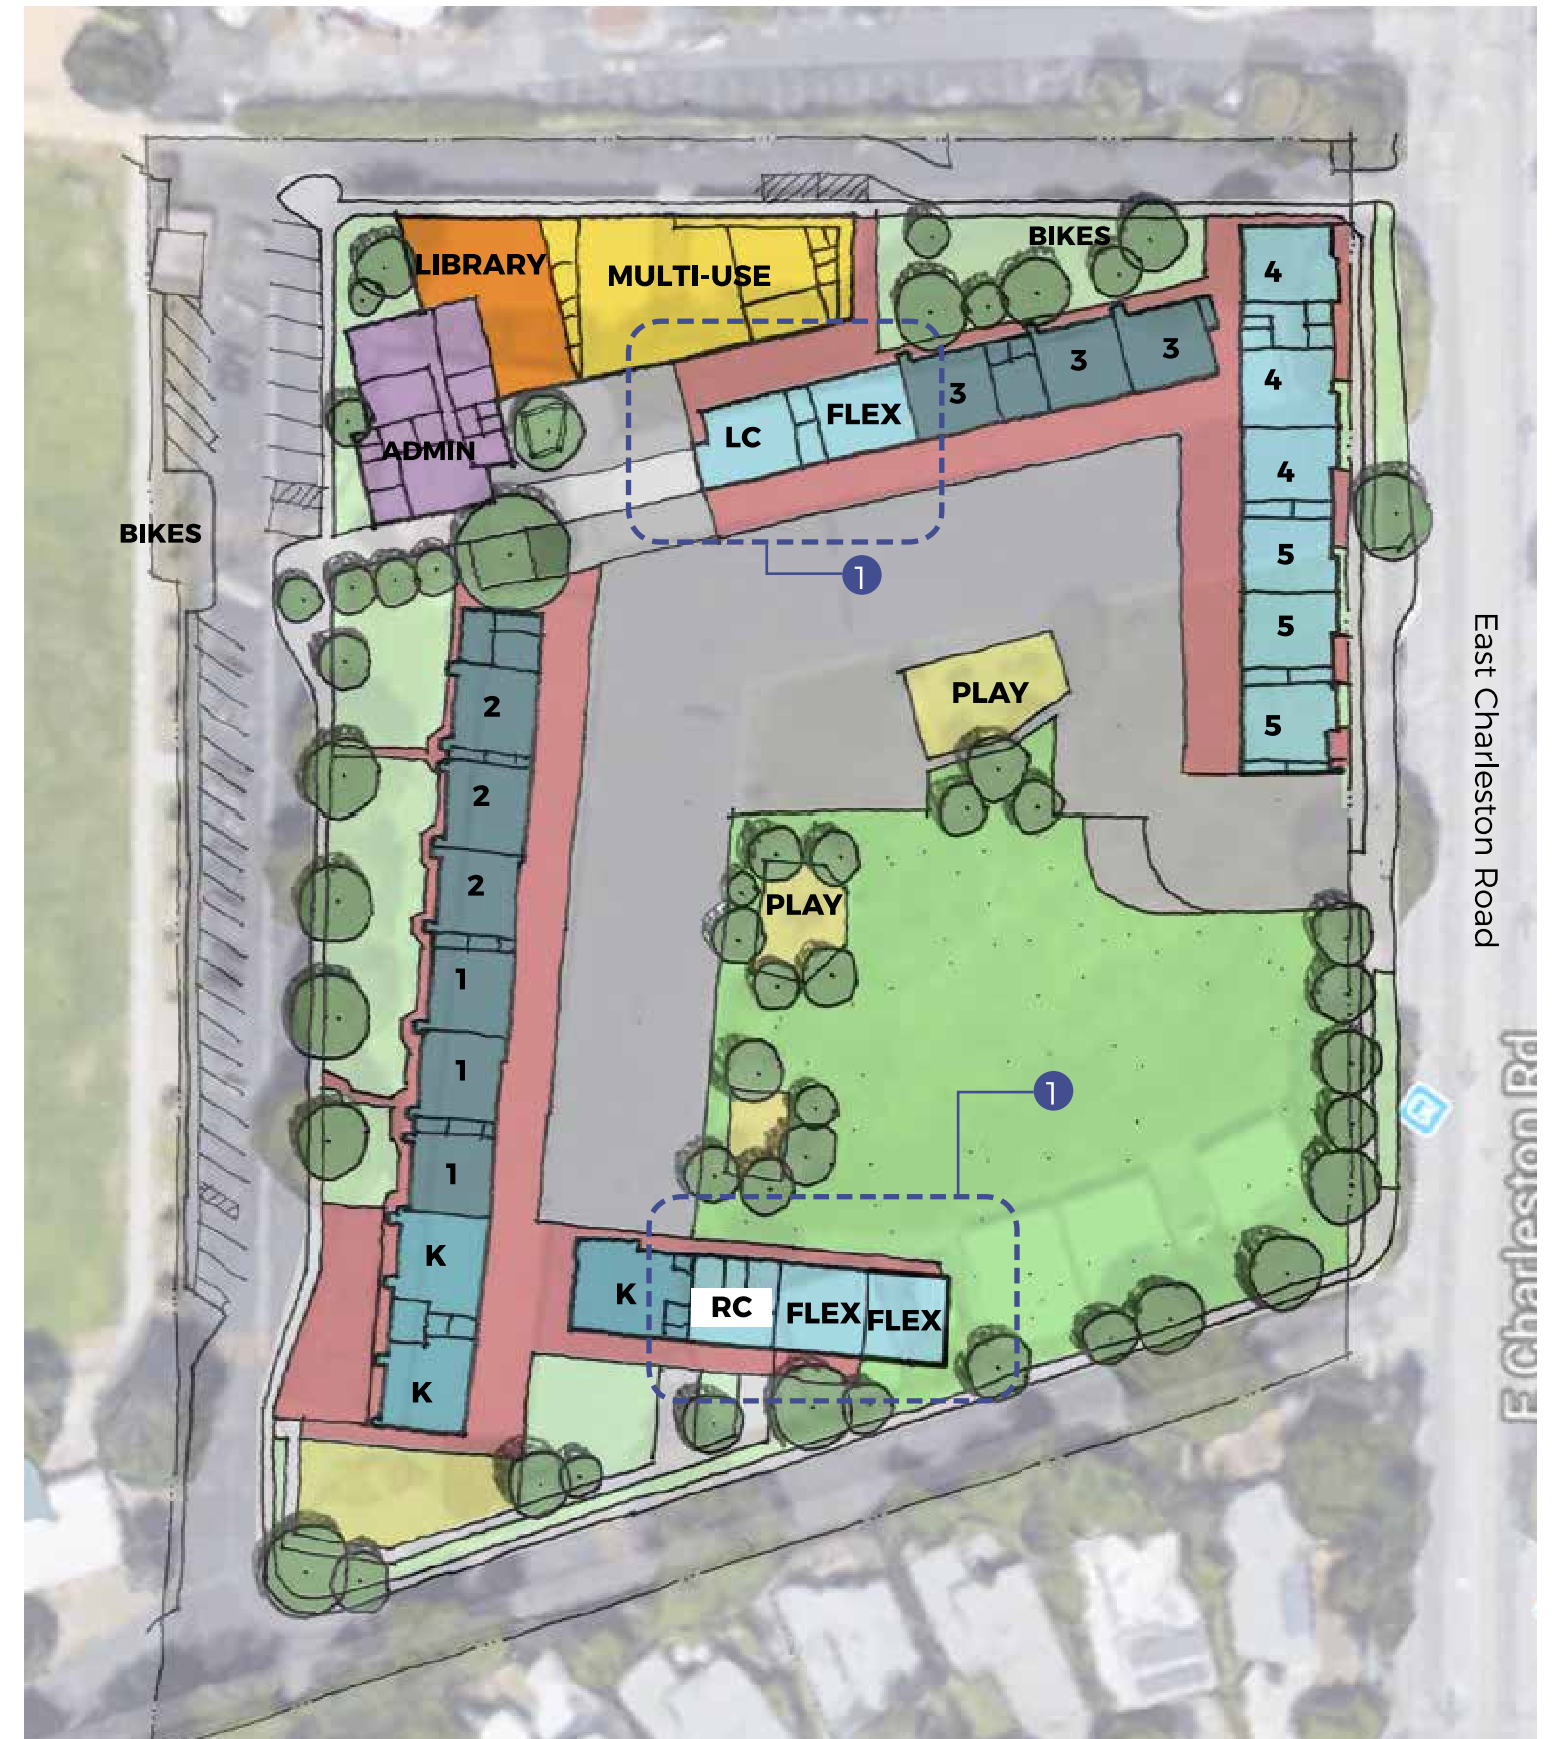 BIKES
LIBRARY
MULTI-USE
4
3
3
3
4
FLEX
LC
ADMIN
4
BIKES
5
1
5
PLAY
2
5
2
2
PLAY
East Charleston Road
1
1
1
1
E Charleston Rd
K
K
RC
FLEX
FLEX
K